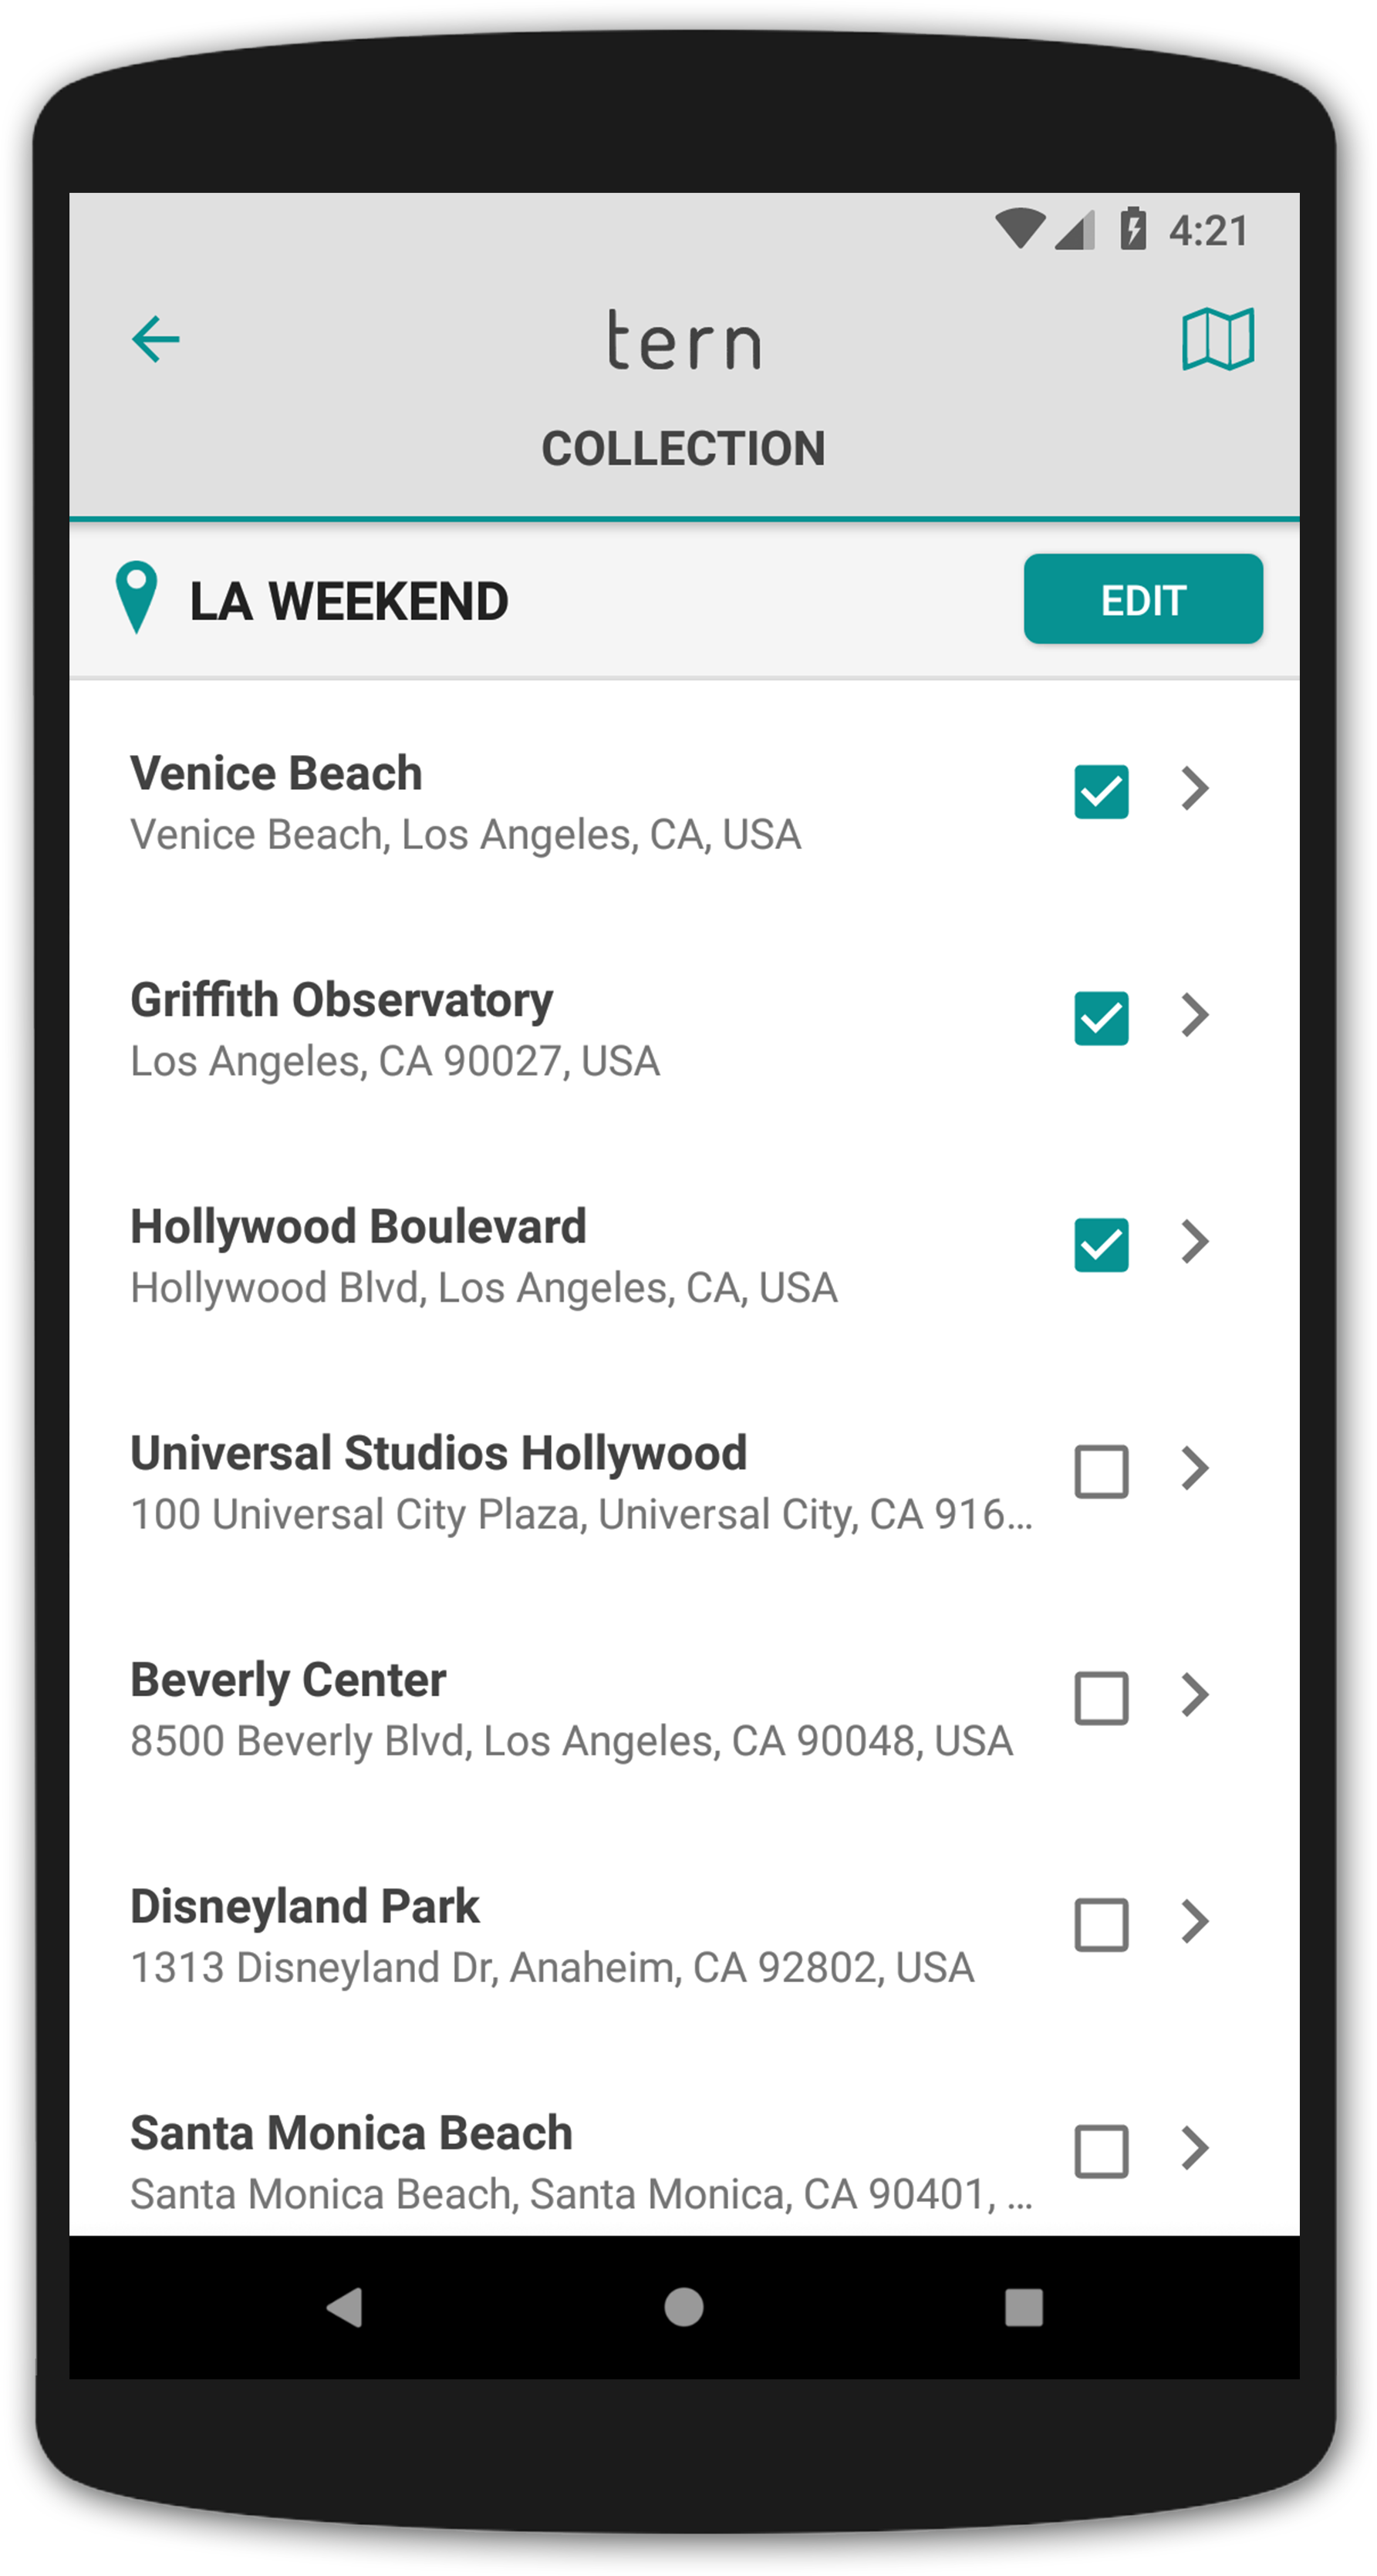 4:21
tern
COLLECTION
LA WEEKEND
EDIT
Venice Beach
Venice Beach, Los Angeles, CA, USA
Griffith Observatory
Los Angeles, CA 90027, USA
Hollywood Boulevard
Hollywood Blvd, Los Angeles, CA, USA
Universal Studios Hollywood
100 Universal City Plaza, Universal City, CA 916...
Beverly Center
8500 Beverly Blvd, Los Angeles, CA 90048, USA
Disneyland Park
1313 Disneyland Dr, Anaheim, CA 92802, USA
Santa Monica Beach
Santa Monica Beach, Santa Monica, CA 90401, ...